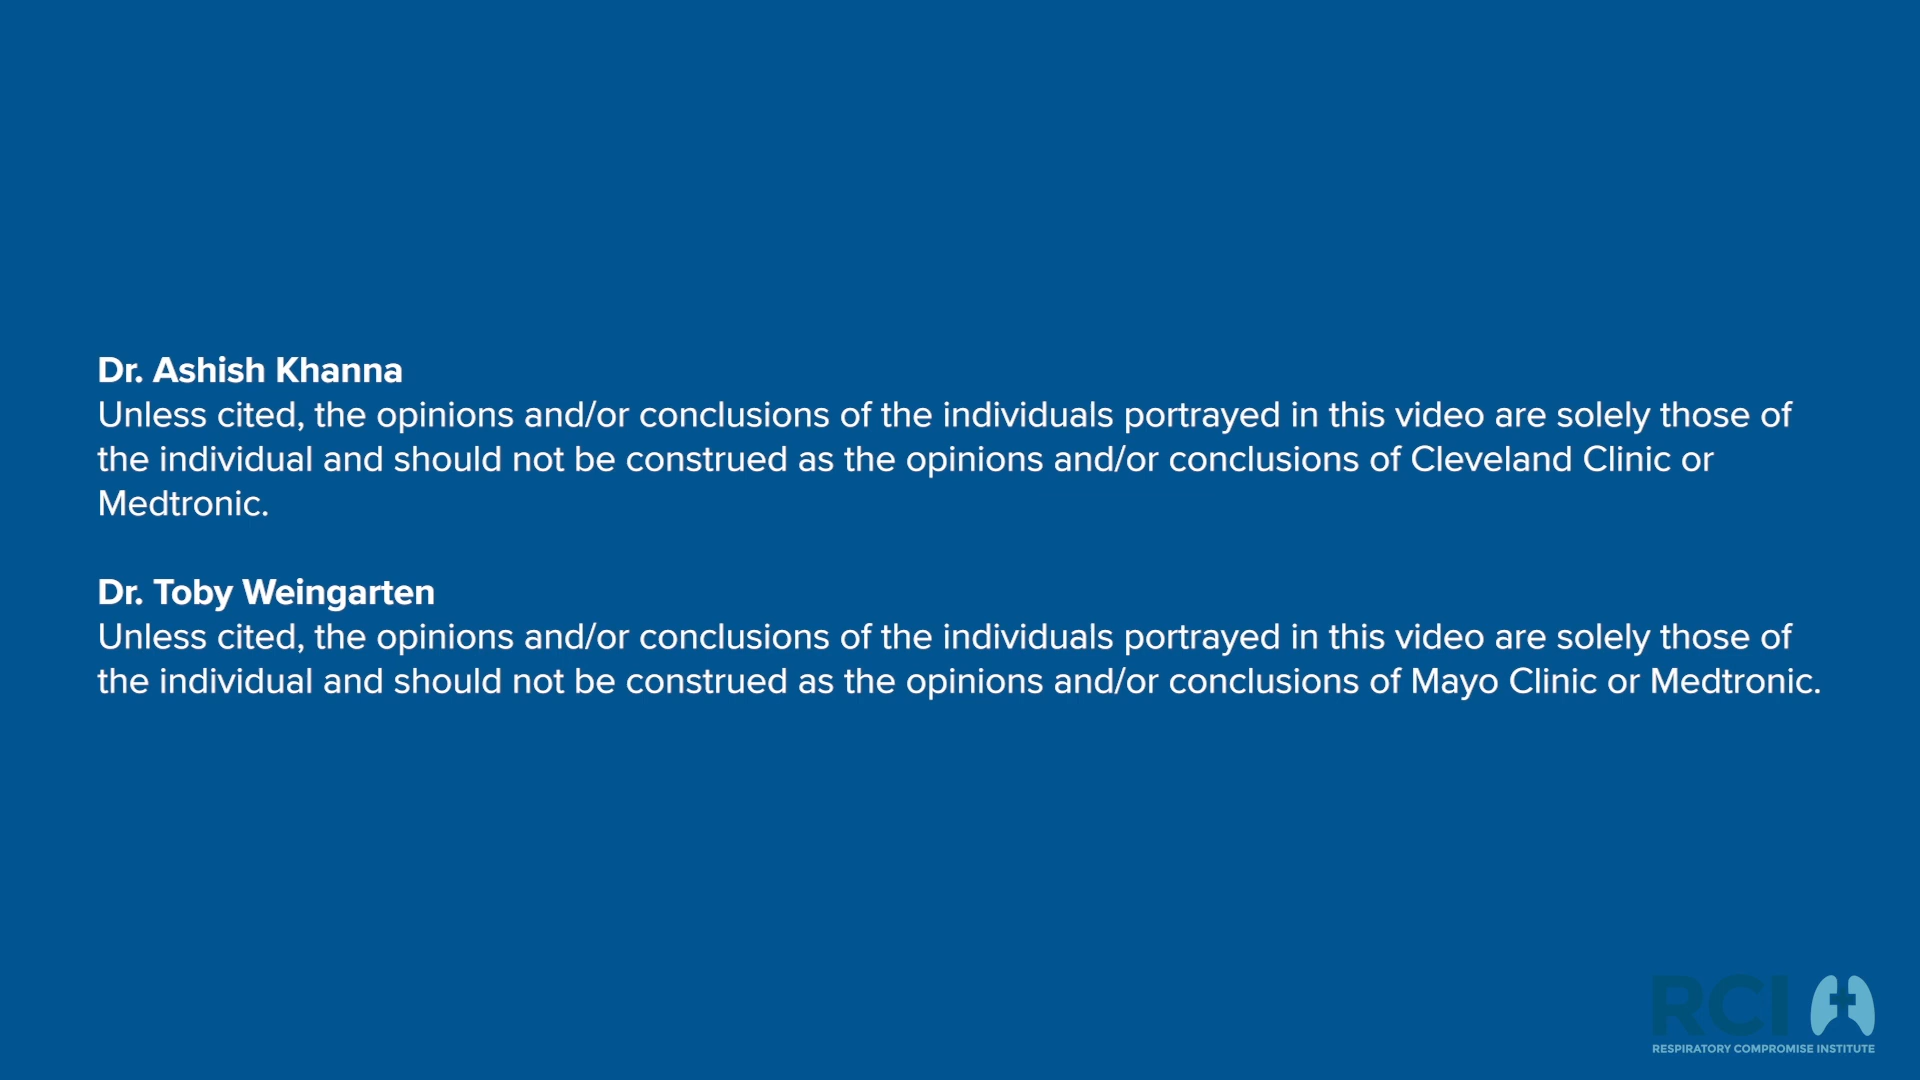 Dr. Ashish Khanna
Unless cited, the opinions and/or conclusions of the individuals portrayed in this video are solely those of
the individual and should not be construed as the opinions and/or conclusions of Cleveland Clinic or
Medtronic.
Dr. Toby Weingarten
Unless cited, the opinions and/or conclusions of the individuals portrayed in this video are solely those of
the individual and should not be construed as the opinions and/or conclusions of Mayo Clinic or Medtronic.
RCI
RESPIRATORY COMPROMISE INSTITUTE